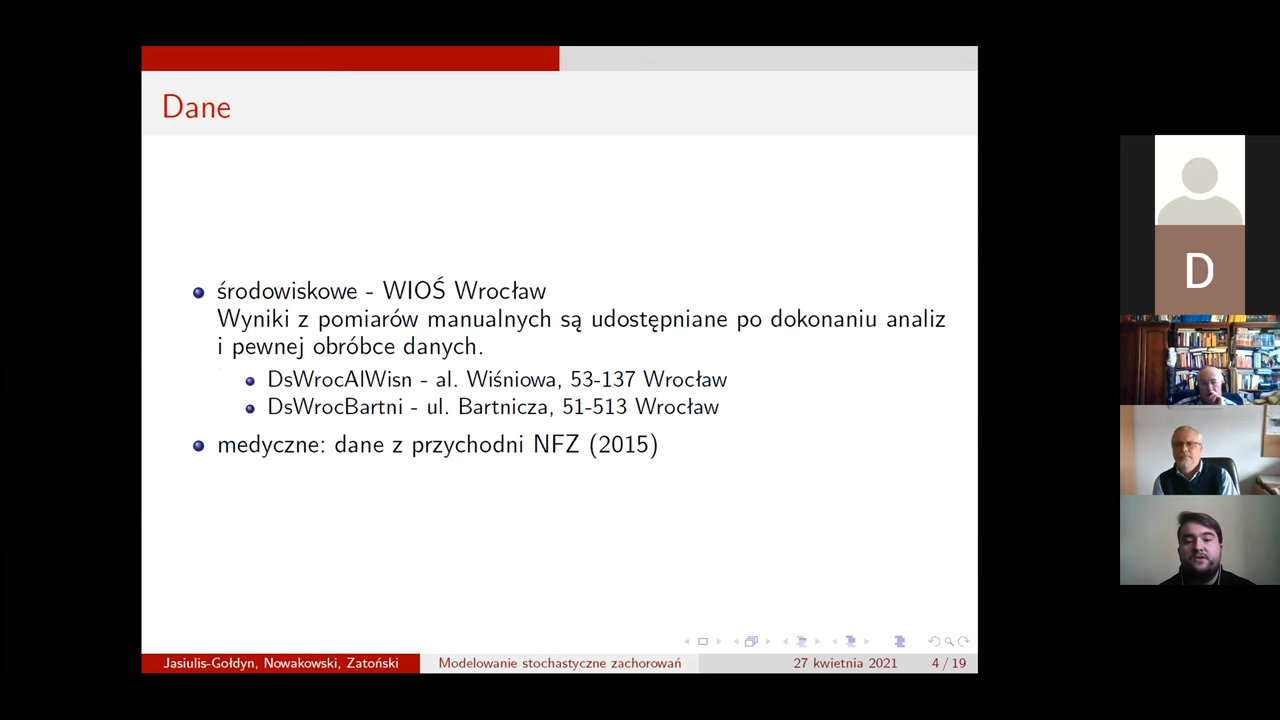 Dane
środowiskowe - WIOŚ Wrocław
Wyniki z pomiarów manualnych są udostępniane po dokonaniu analiz
i pewnej obróbce danych.
DsWrocAlWisn - al. Wiśniowa, 53-137 Wrocław
DsWrocBartni - ul. Bartnicza, 51-513 Wrocław
medyczne: dane z przychodni NFZ (2015)
Jasiulis-Gołdyn, Nowakowski, Zatoński
Modelowanie stochastyczne zachorowań
27 kwietnia 2021
4 / 19
D